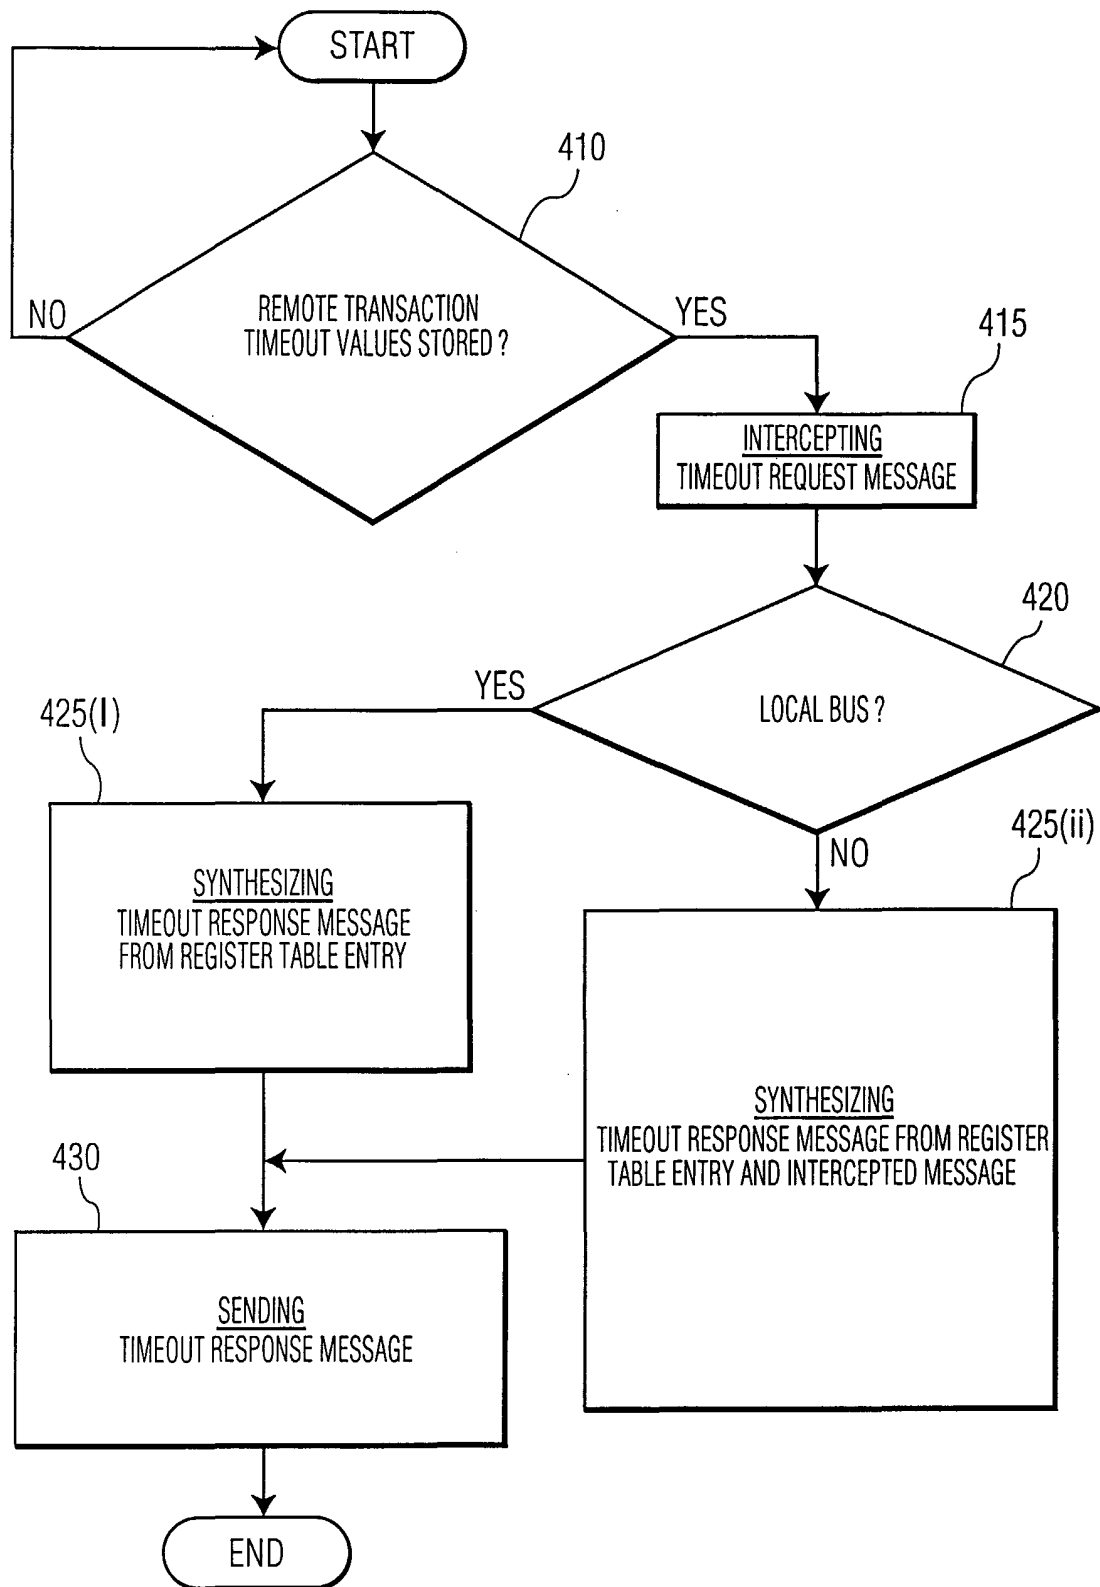 START
410
REMOTE TRANSACTION
TIMEOUT VALUES STORED ?
NO
YES
415
INTERCEPTING
TIMEOUT REQUEST MESSAGE
420
LOCAL BUS ?
YES
NO
425(I)
SYNTHESIZING
TIMEOUT RESPONSE MESSAGE
FROM REGISTER TABLE ENTRY
425(ii)
SYNTHESIZING
TIMEOUT RESPONSE MESSAGE FROM REGISTER
TABLE ENTRY AND INTERCEPTED MESSAGE
430
SENDING
TIMEOUT RESPONSE MESSAGE
END